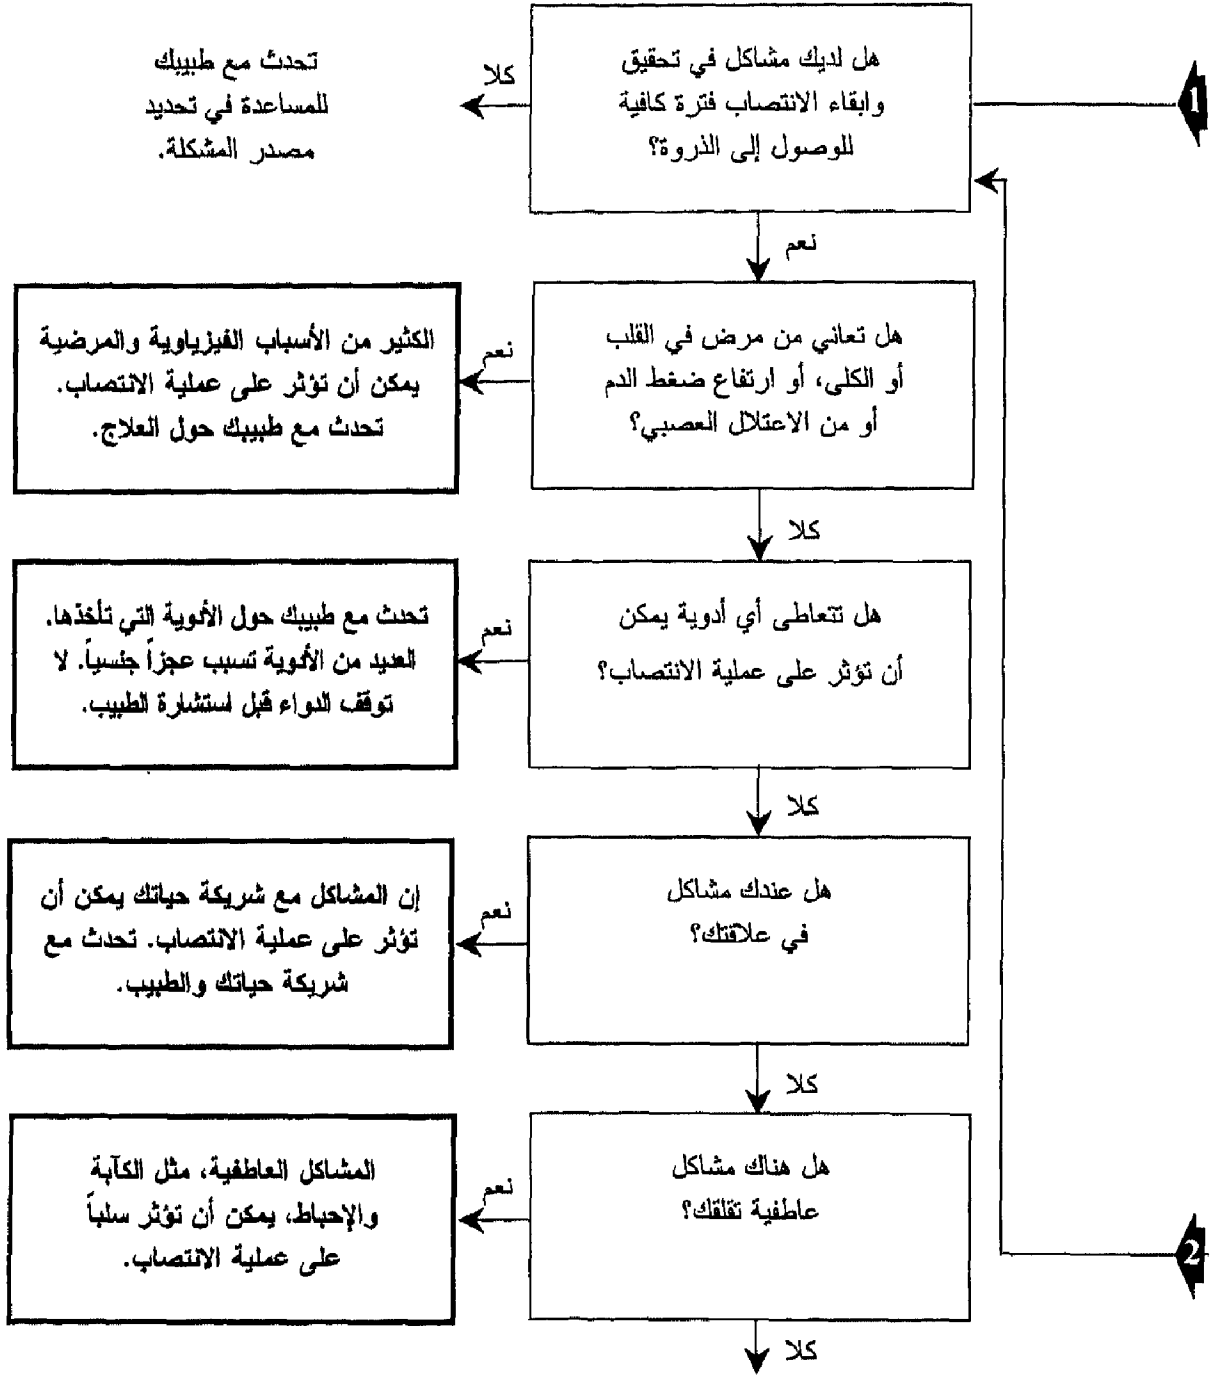 1
هل لديك مشاكل في تحقيق
وابقاء الانتصاب فترة كافية
للوصول إلى الذروة؟
كلا
تحدث مع طبيبك
للمساعدة في تحديد
مصدر المشكلة.
نعم
هل تعاني من مرض في القلب
أو الكلى، أو ارتفاع ضغط الدم
أو من الاعتلال العصبي؟
نعم
الكثير من الأسباب الفيزياوية والمرضية
يمكن أن تؤثر على عملية الانتصاب.
تحدث مع طبيبك حول العلاج.
كلا
هل تتعاطى أي أدوية يمكن
أن تؤثر على عملية الانتصاب؟
نعم
تحدث مع طبيبك حول الأدوية التي تأخذها.
العديد من الأدوية تسبب عجزاً جنسياً. لا
توقف الدواء قبل استشارة الطبيب.
كلا
هل عندك مشاكل
في علاقتك؟
نعم
إن المشاكل مع شريكة حياتك يمكن أن
تؤثر على عملية الانتصاب. تحدث مع
شريكة حياتك والطبيب.
كلا
هل هناك مشاكل
عاطفية تقلقك؟
نعم
المشاكل العاطفية، مثل الكآبة
والإحباط، يمكن أن تؤثر سلباً
على عملية الانتصاب.
2
كلا